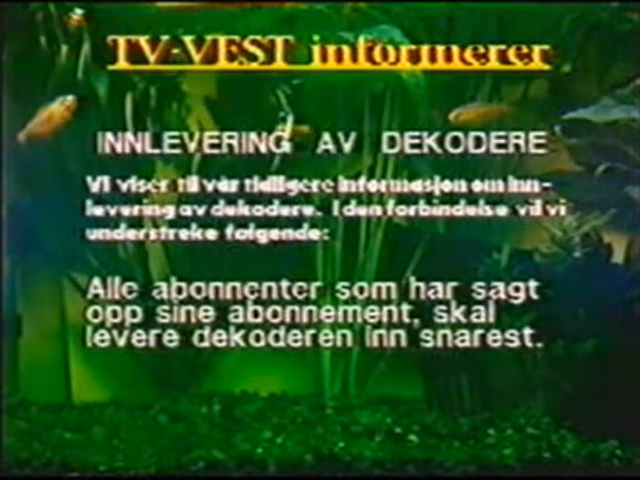 TV-VEST informerer
INNLEVERING AV DEKODERE
Vi viser til vår tidligere informasjon om inn-
levering av dekodere. I den forbindelse vil vi
understreke følgende:
Alle abonnenter som har sagt
opp sine abonnement, skal
levere dekoderen inn snarest.